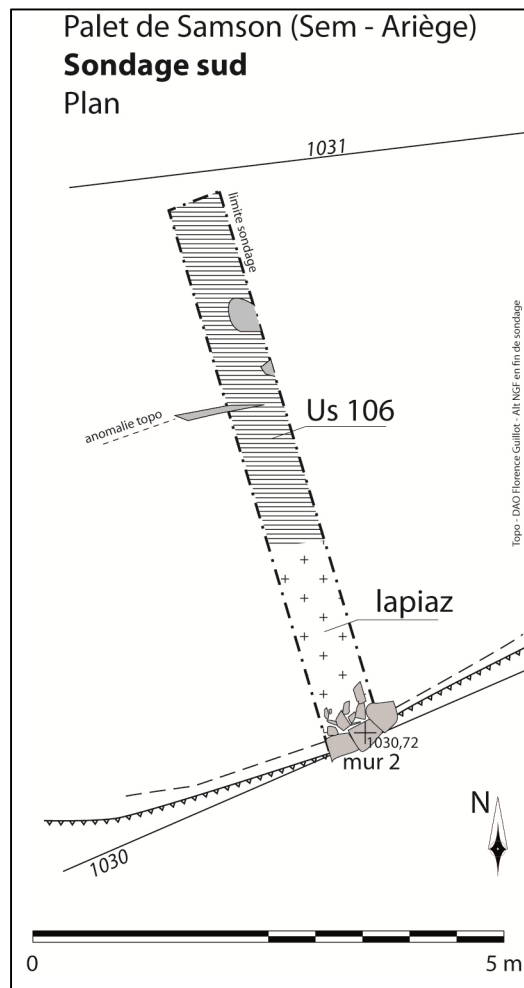 Palet de Samson (Sem - Ariège)
Sondage sud
Plan
1031
limite sondage
Us 106
anomalie topo
Topo - DAO Florence Guillot - Alt NGF en fin de sondage
lapiaz
1030,72
mur 2
N
1030
0
5 m